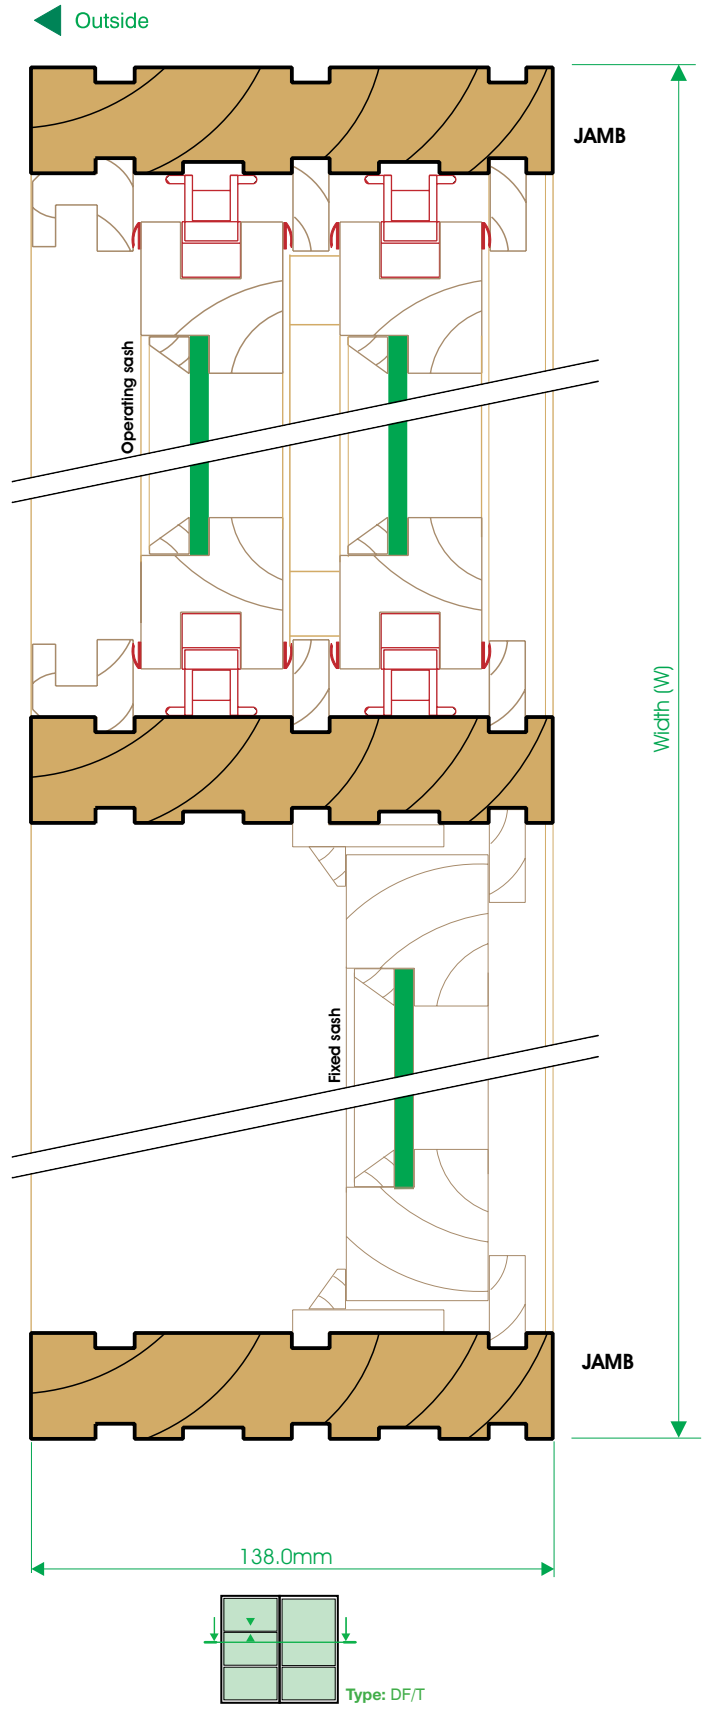 Outside
JAMB
Operating sash
Width (W)
Fixed sash
JAMB
138.0mm
Type: DF/T